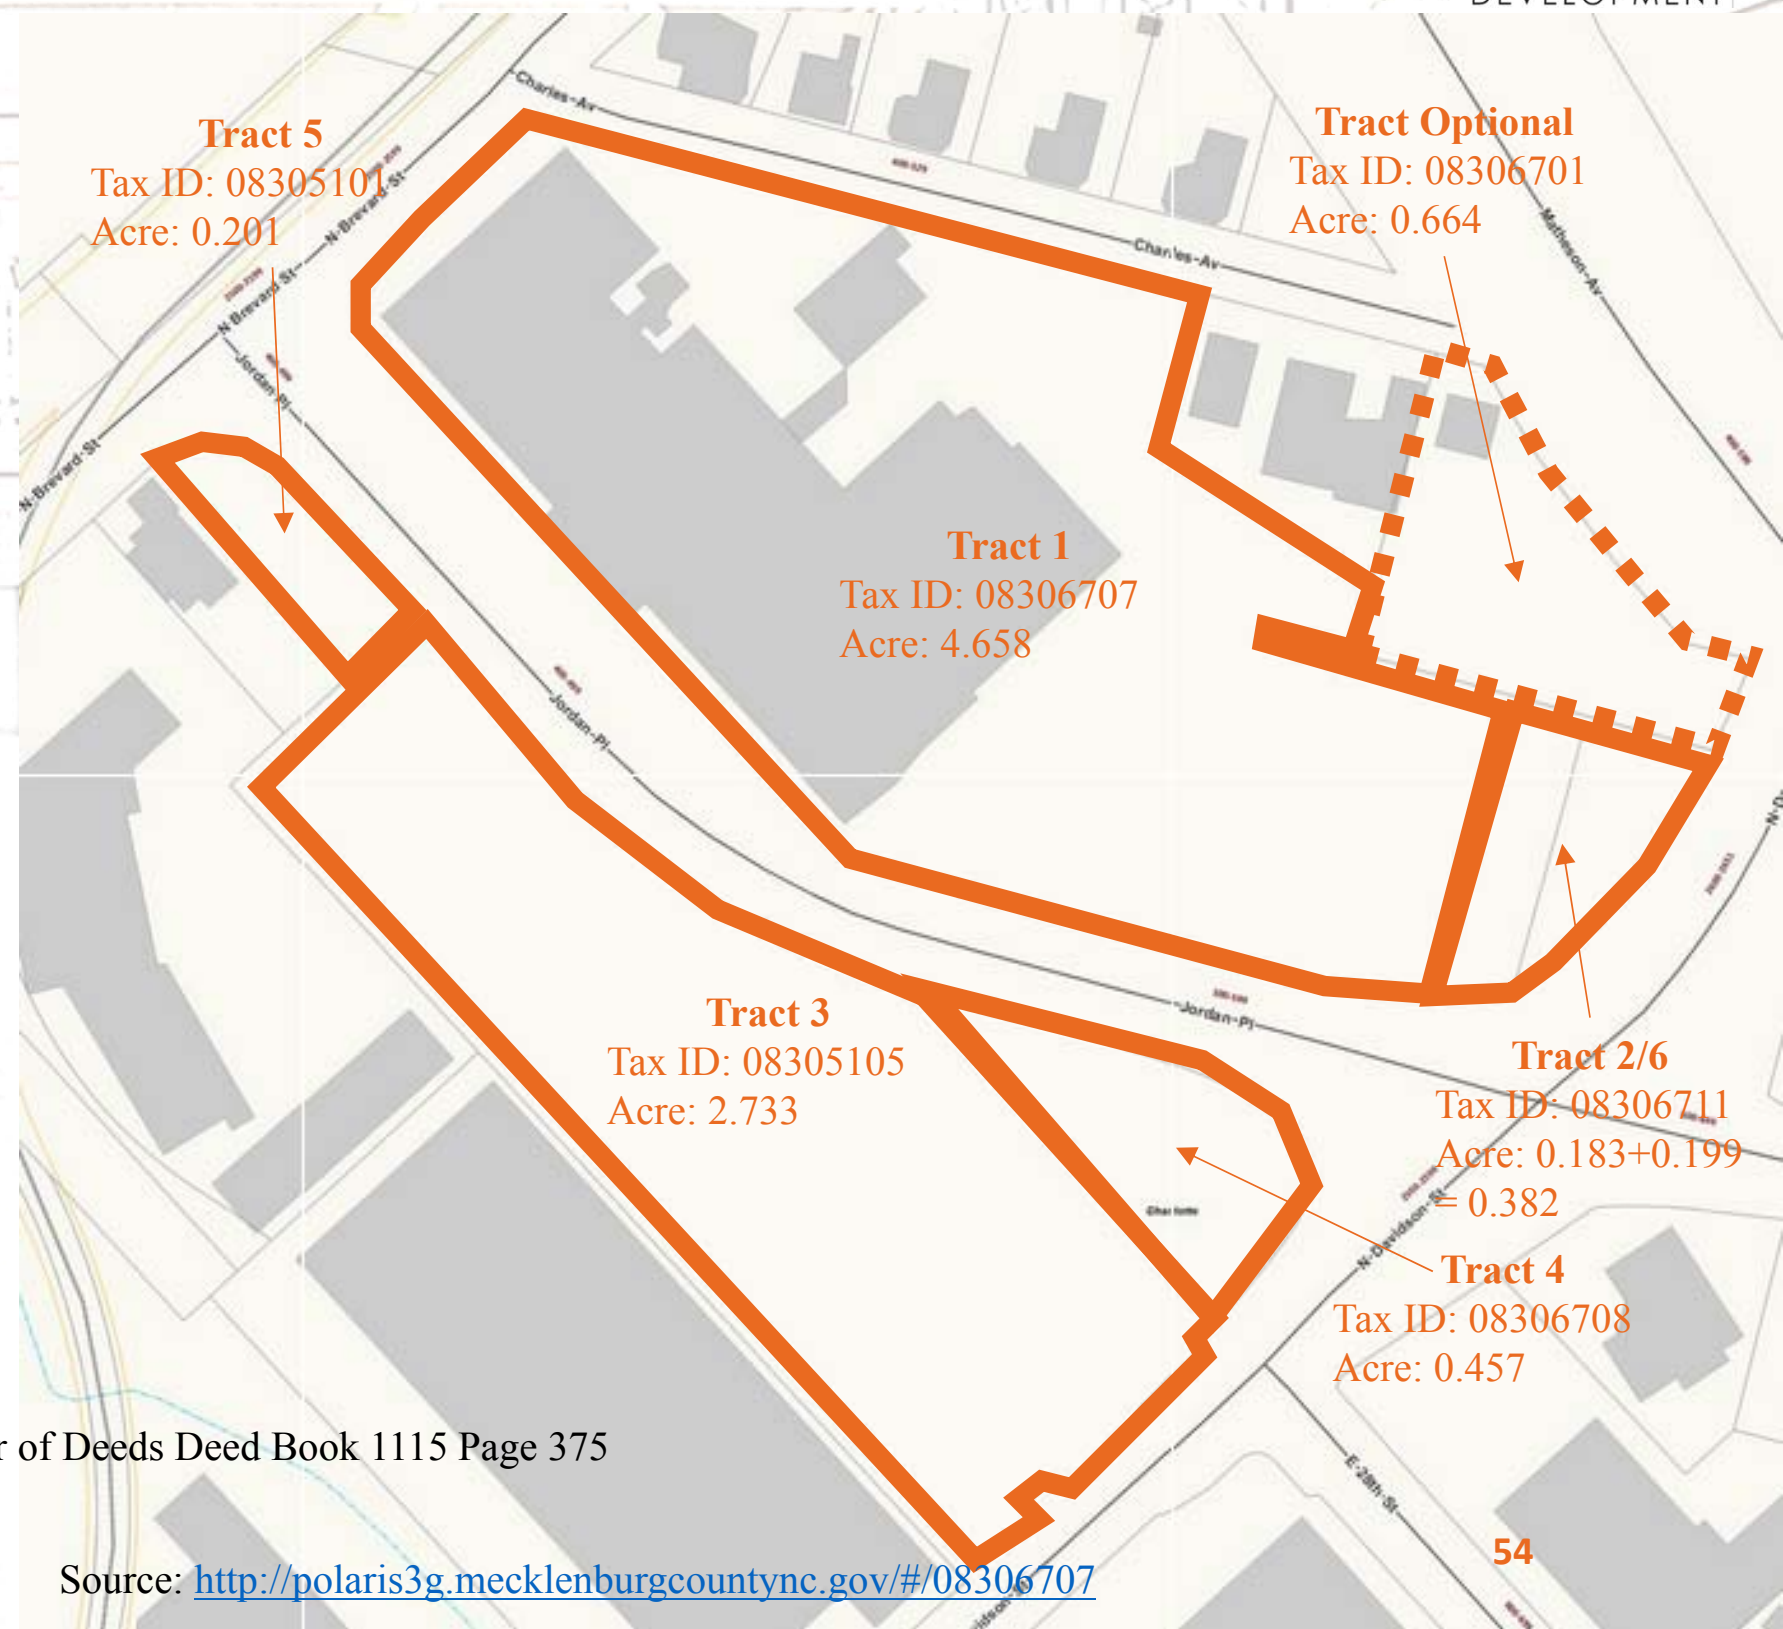 DEVELOPMENT
Charles-Av
Tract 5
Tax ID: 08305101
Acre: 0.201
Tract Optional
Tax ID: 08306701
Acre: 0.664
N-Brevard-St
Charles-Av
Matheson-Av
N Brevard St
Jordan-Pl
N-Brevard-St
Tract 1
Tax ID: 08306707
Acre: 4.658
Jordan-Pl
Tract 3
Tax ID: 08305105
Acre: 2.733
Jordan-Pl
Tract 2/6
Tax ID: 08306711
Acre: 0.183+0.199
= 0.382
Charlotte
N-Davidson-St
Tract 4
Tax ID: 08306708
Acre: 0.457
r of Deeds Deed Book 1115 Page 375
E-28th-St
54
Source: http://polaris3g.mecklenburgcountync.gov/#/08306707